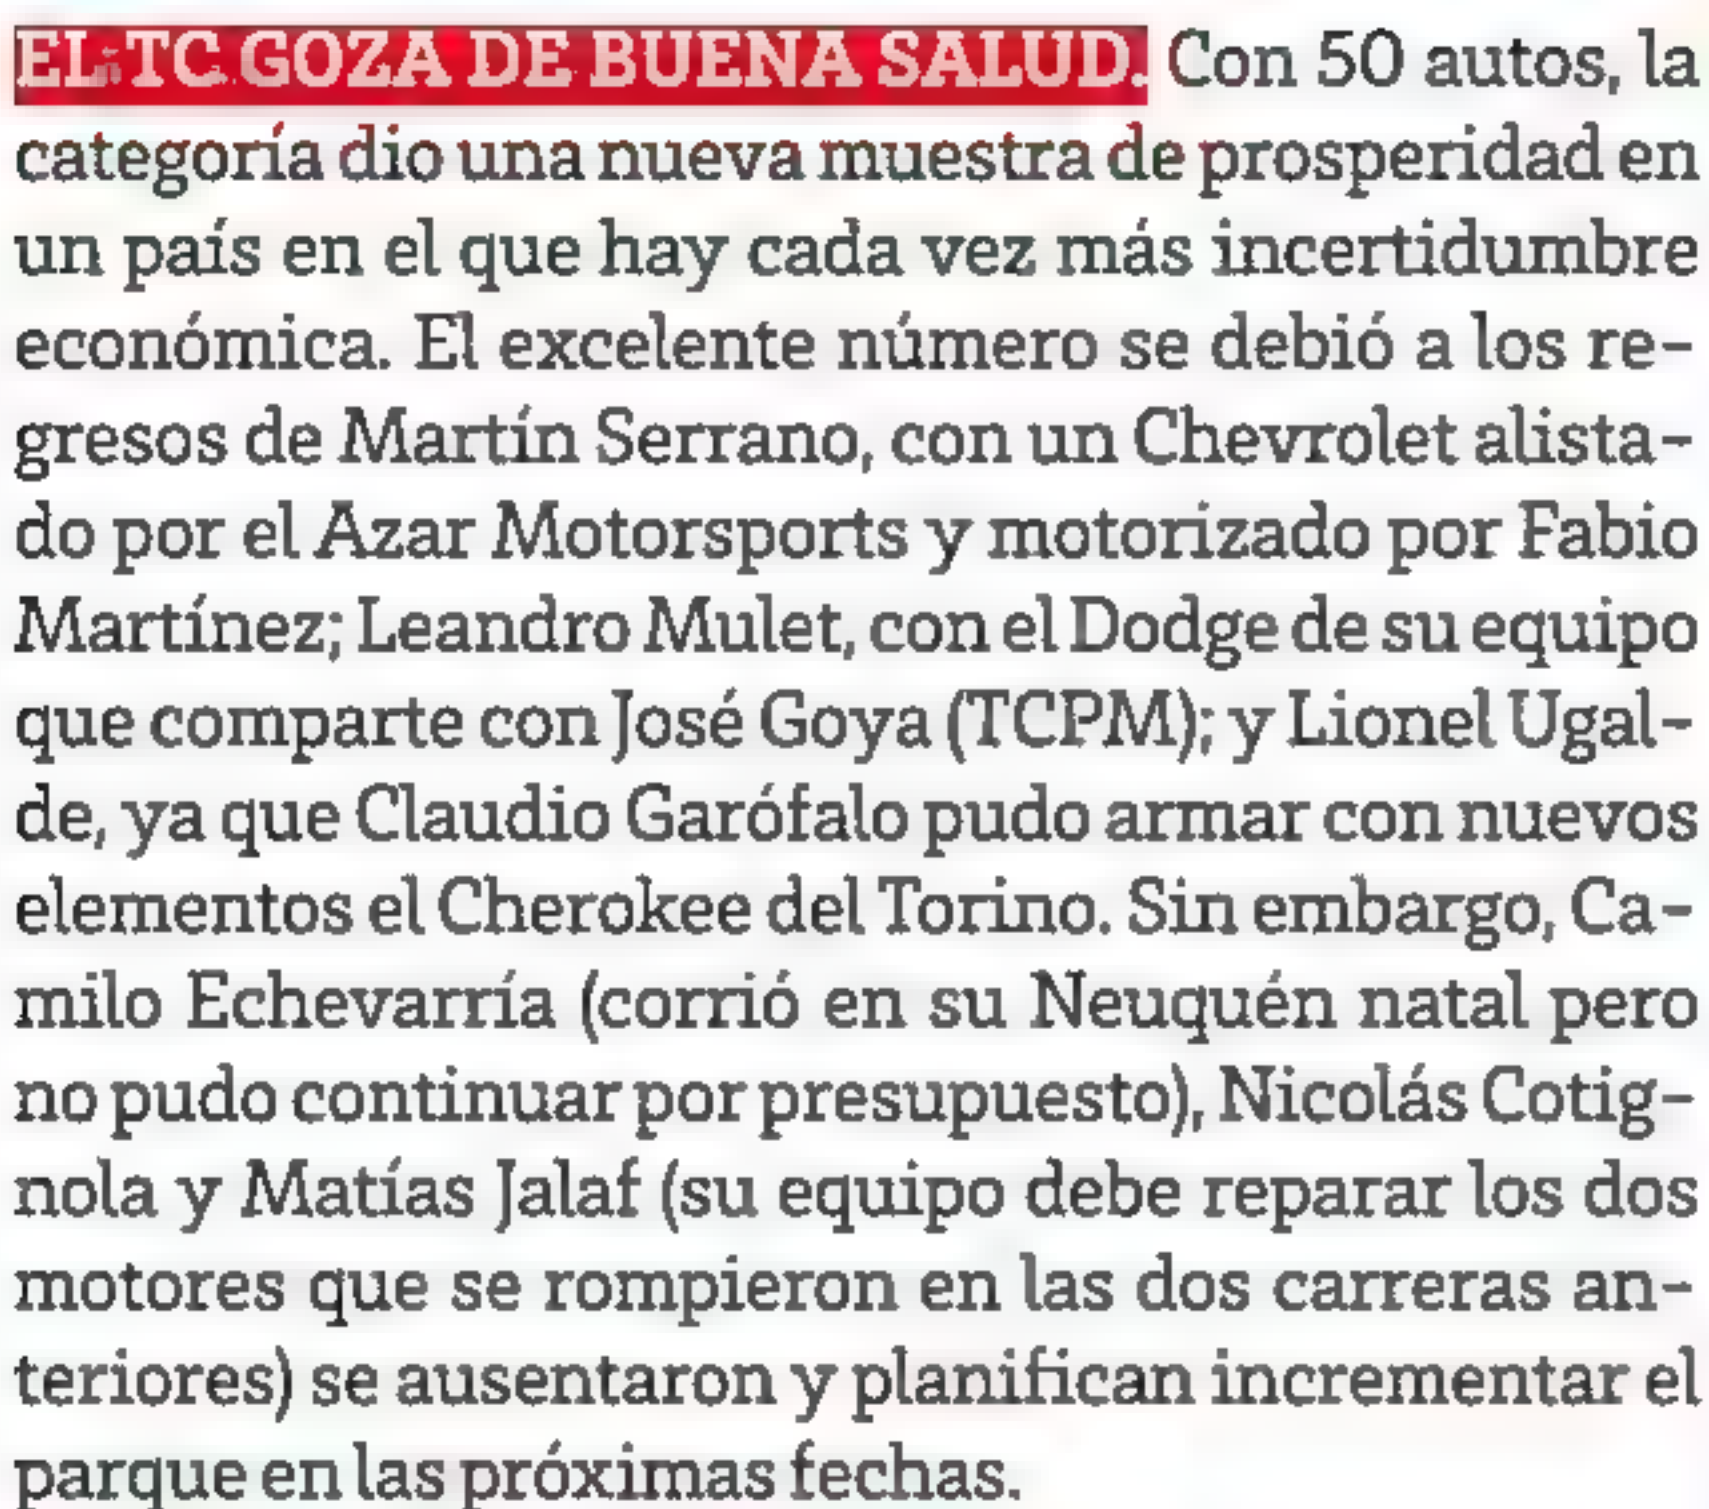 EL TC GOZA DE BUENA SALUD. Con 50 autos, la
categoría dio una nueva muestra de prosperidad en
un país en el que hay cada vez más incertidumbre
económica. El excelente número se debió a los re-
gresos de Martín Serrano, con un Chevrolet alista-
do por el Azar Motorsports y motorizado por Fabio
Martínez; Leandro Mulet, con el Dodge de su equipo
que comparte con José Goya (TCPM); y Lionel Ugal-
de, ya que Claudio Garófalo pudo armar con nuevos
elementos el Cherokee del Torino. Sin embargo, Ca-
milo Echevarría (corrió en su Neuquén natal pero
no pudo continuar por presupuesto), Nicolás Cotig-
nola y Matías Jalaf (su equipo debe reparar los dos
motores que se rompieron en las dos carreras an-
teriores) se ausentaron y planifican incrementar el
parque en las próximas fechas.